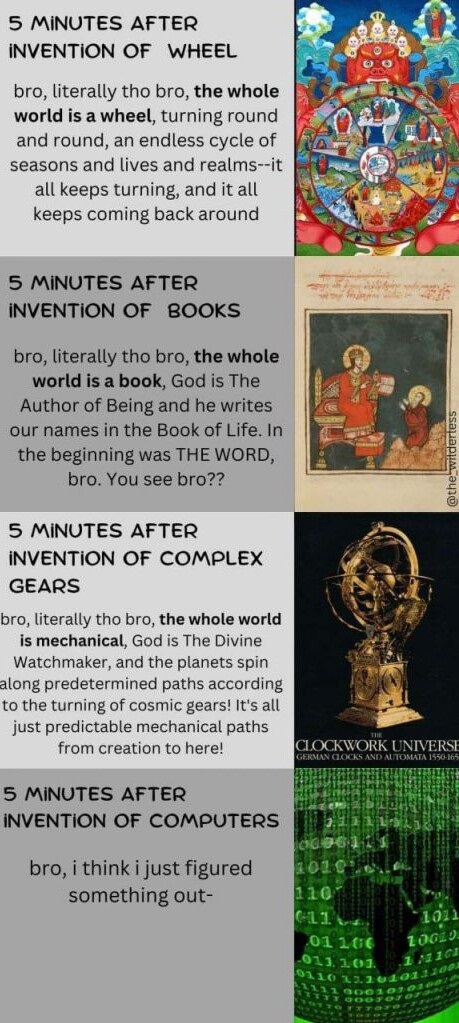 5 MINUTES AFTER
INVENTION OF WHEEL
bro, literally tho bro, the whole
world is a wheel, turning round
and round, an endless cycle of
seasons and lives and realms--it
all keeps turning, and it all
keeps coming back around
5 MINUTES AFTER
INVENTION OF BOOKS
bro, literally tho bro, the whole
world is a book, God is The
Author of Being and he writes
our names in the Book of Life. In
the beginning was THE WORD,
bro. You see bro??
@the_wilderless
5 MINUTES AFTER
INVENTION OF COMPLEX
GEARS
bro, literally tho bro, the whole world
is mechanical, God is The Divine
Watchmaker, and the planets spin
along predetermined paths according
to the turning of cosmic gears! It's all
just predictable mechanical paths
from creation to here!
THE
CLOCKWORK UNIVERSE
GERMAN CLOCKS AND AUTOMATA 1550-165
5 MINUTES AFTER
INVENTION OF COMPUTERS
bro, i think i just figured
something out-